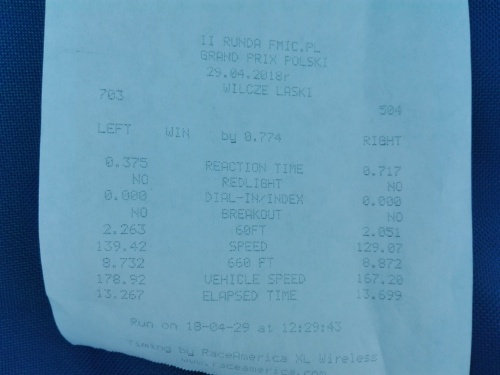 II RUNDA FMIC.PL
GRAND PRIX POLSKI
29.04.2018r
WILCZE LASKI
703 504
LEFT WIN by 0.774 RIGHT
0.375 REACTION TIME 0.717
NO REDLIGHT NO
0.000 DIAL-IN/INDEX 0.000
NO BREAKOUT NO
2.263 60FT 2.051
139.42 SPEED 129.07
8.732 660 FT 8.872
178.92 VEHICLE SPEED 167.20
13.267 ELAPSED TIME 13.699
Run on 18-04-29 at 12:29:43
Timing by RaceAmerica XL Wireless
www.raceamerica.com